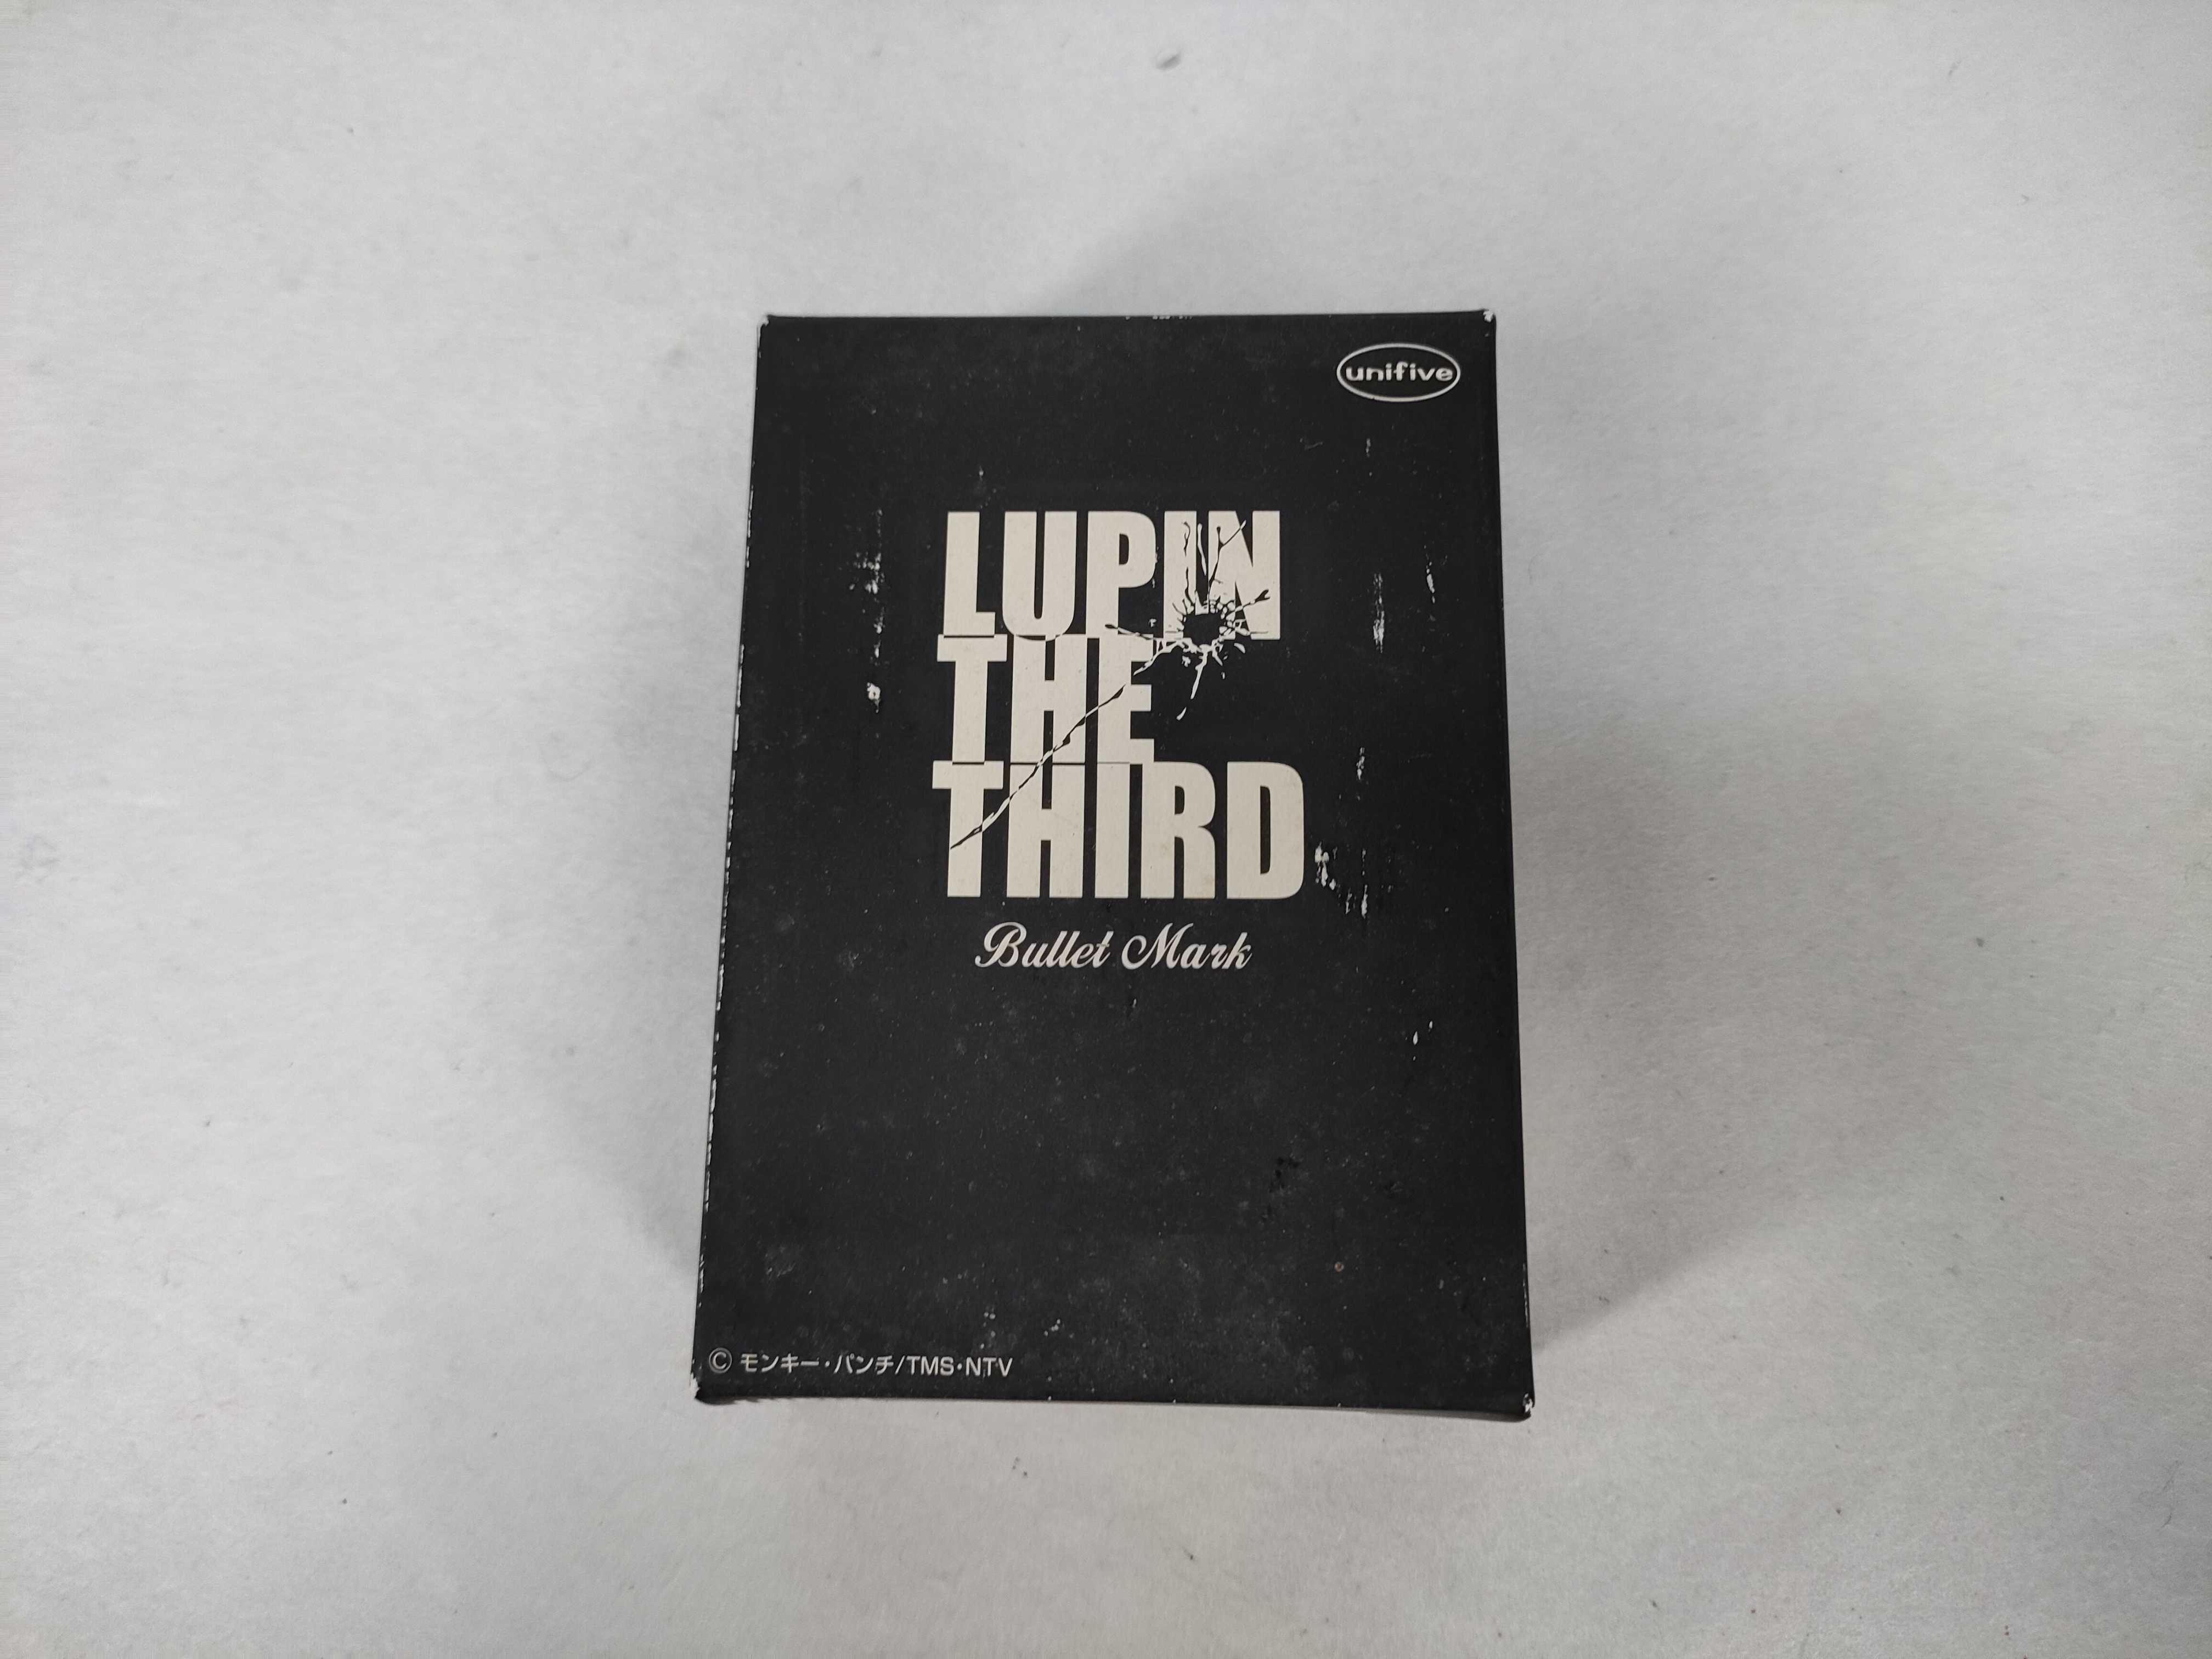 unifive
LUPIN
THE
THIRD
Bullet Mark
© モンキー・パンチ/TMS・NTV